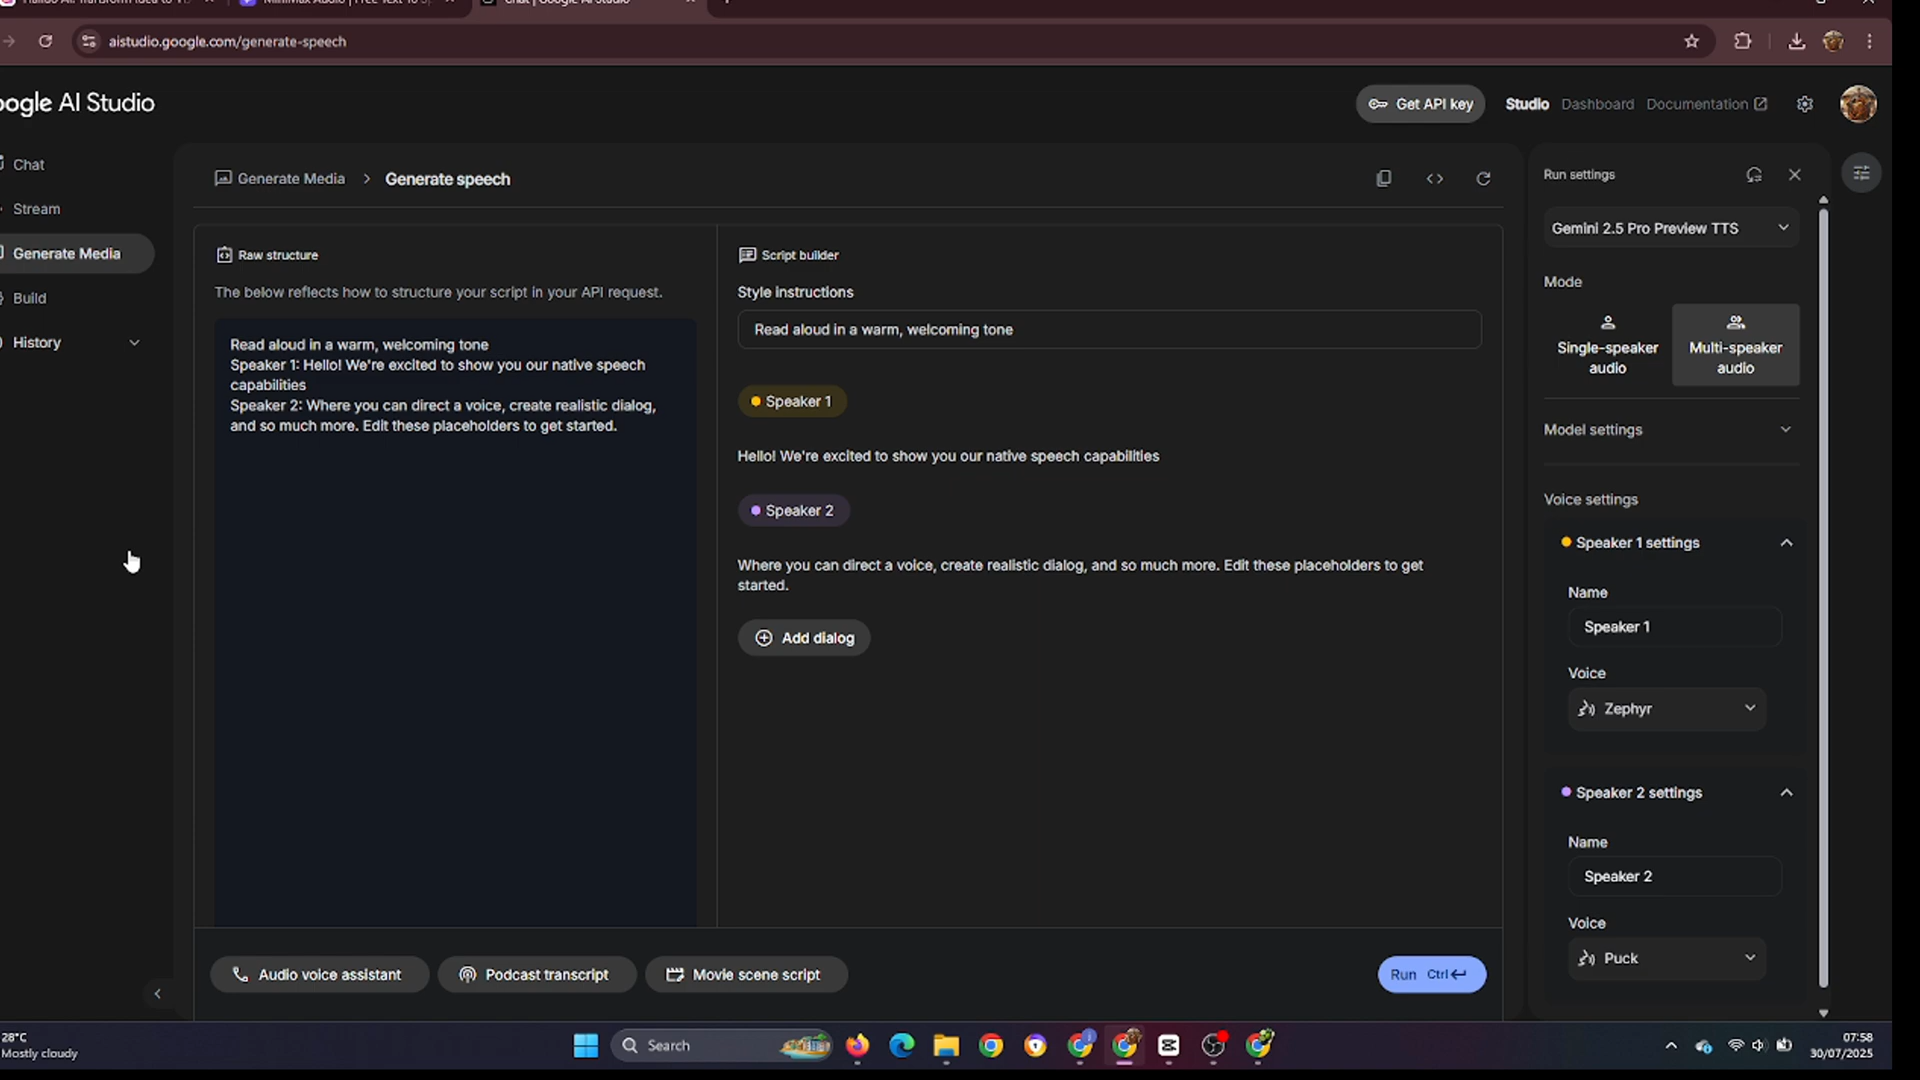 aistudio.google.com/generate-speech
oogle AI Studio
Get API key
Studio
Dashboard
Documentation
Chat
Stream
Generate Media
Build
History
Generate Media > Generate speech
Raw structure
The below reflects how to structure your script in your API request.
Read aloud in a warm, welcoming tone
Speaker 1: Hello! We're excited to show you our native speech
capabilities
Speaker 2: Where you can direct a voice, create realistic dialog,
and so much more. Edit these placeholders to get started.
Script builder
Style instructions
Read aloud in a warm, welcoming tone
Speaker 1
Hello! We're excited to show you our native speech capabilities
Speaker 2
Where you can direct a voice, create realistic dialog, and so much more. Edit these placeholders to get
started.
Add dialog
Audio voice assistant
Podcast transcript
Movie scene script
Run Ctrl
Run settings
Gemini 2.5 Pro Preview TTS
Mode
Single-speaker
audio
Multi-speaker
audio
Model settings
Voice settings
Speaker 1 settings
Name
Speaker 1
Voice
Zephyr
Speaker 2 settings
Name
Speaker 2
Voice
Puck
28°C
Mostly cloudy
Search
07:58
30/07/2025